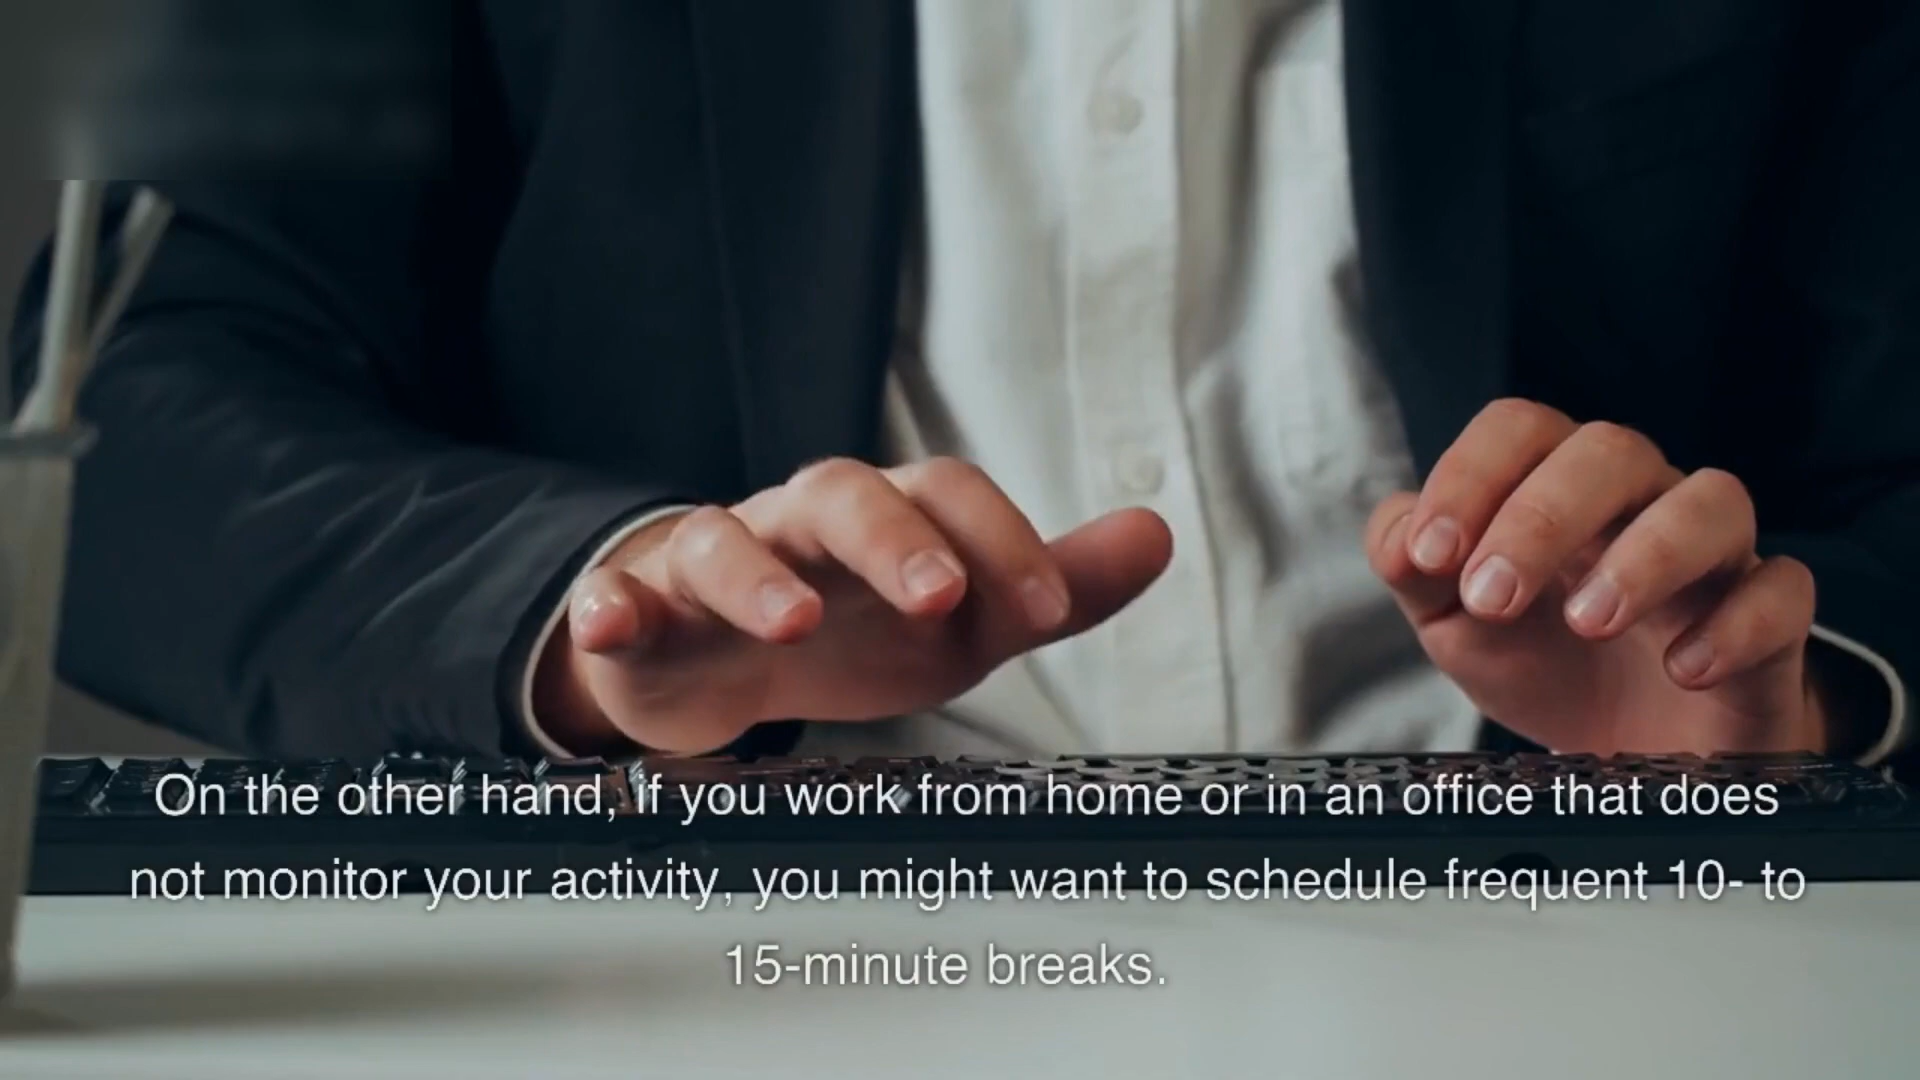 On the other hand, if you work from home or in an office that does
not monitor your activity, you might want to schedule frequent 10- to
15-minute breaks.